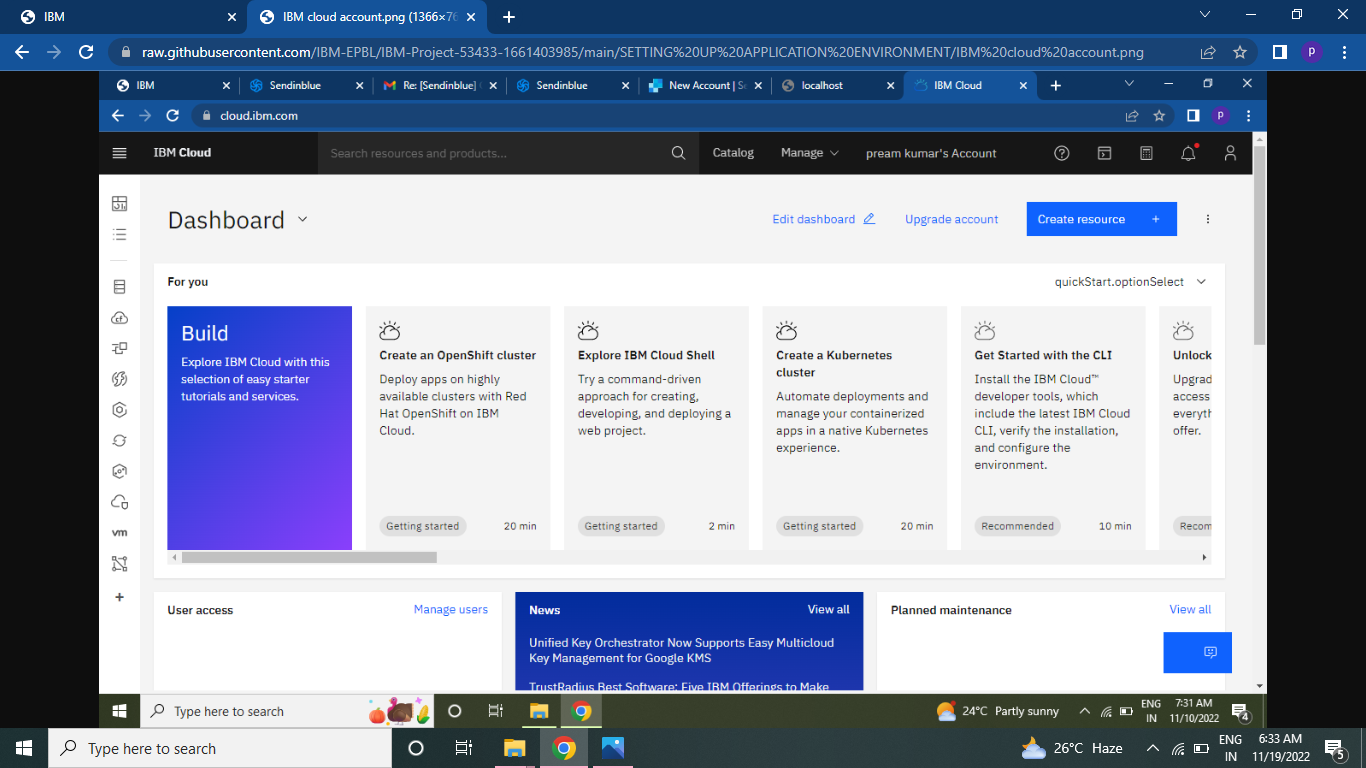 IBM
IBM cloud account.png (1366×76
raw.githubusercontent.com/IBM-EPBL/IBM-Project-53433-1661403985/main/SETTING%20UP%20APPLICATION%20ENVIRONMENT/IBM%20cloud%20account.png
P
IBM
Sendinblue
Re: [Sendinblue]
Sendinblue
New Account | Se
localhost
IBM Cloud
cloud.ibm.com
P
IBM Cloud
Search resources and products...
Catalog
Manage
pream kumar's Account
Dashboard
Edit dashboard
Upgrade account
Create resource +
For you
quickStart.optionSelect
Build
Explore IBM Cloud with this
selection of easy starter
tutorials and services.
Create an OpenShift cluster
Deploy apps on highly
available clusters with Red
Hat OpenShift on IBM
Cloud.
Getting started
20 min
Explore IBM Cloud Shell
Try a command-driven
approach for creating,
developing, and deploying a
web project.
Getting started
2 min
Create a Kubernetes
cluster
Automate deployments and
manage your containerized
apps in a native Kubernetes
experience.
Getting started
20 min
Get Started with the CLI
Install the IBM Cloud™
developer tools, which
include the latest IBM Cloud
CLI, verify the installation,
and configure the
environment.
Recommended
10 min
Unlock
Upgrad
access
everyth
offer.
Recom
cf
vm
User access
Manage users
News
View all
Unified Key Orchestrator Now Supports Easy Multicloud
Key Management for Google KMS
TrustRadius Best Software: Five IBM Offerings to Make
Planned maintenance
View all
Type here to search
24°C Partly sunny
ENG
IN
7:31 AM
11/10/2022
4
Type here to search
26°C Haze
ENG
IN
6:33 AM
11/19/2022
5